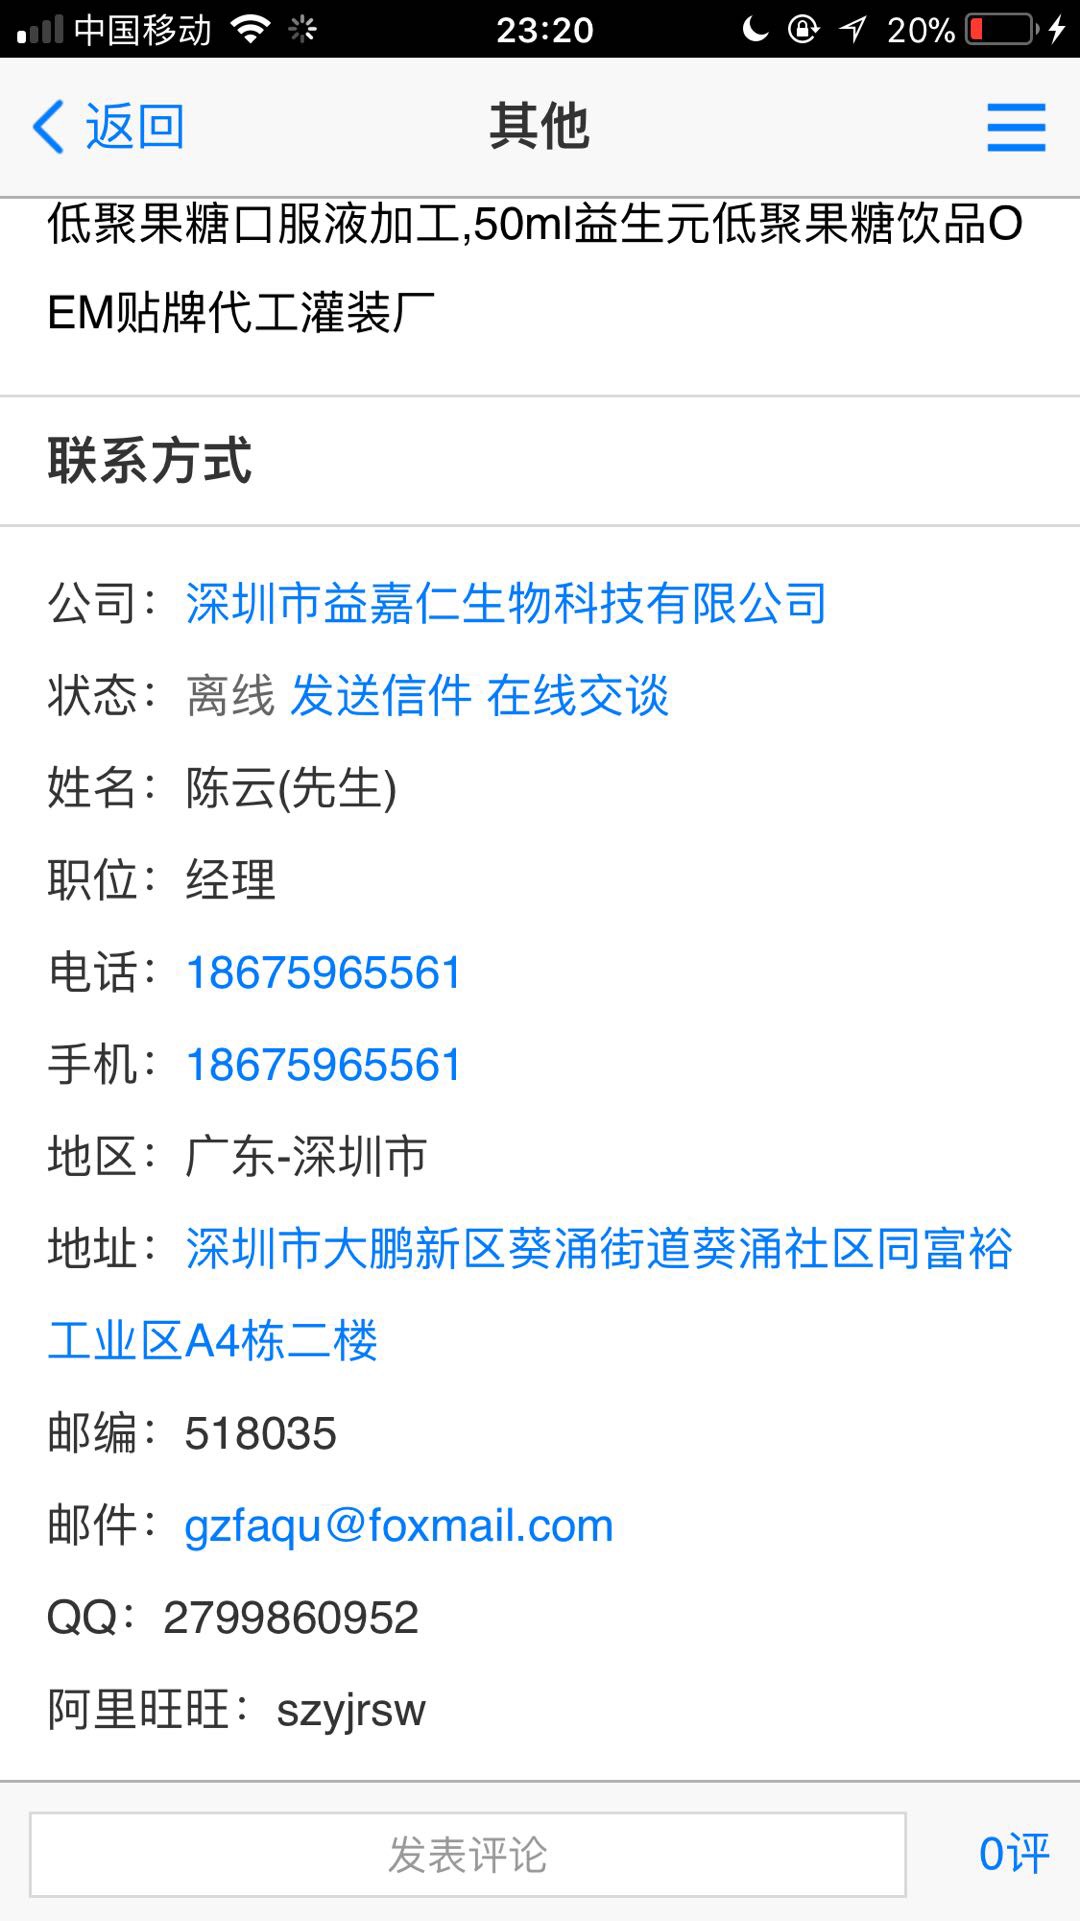 中国移动 23:20 20%
返回 其他
低聚果糖口服液加工,50ml益生元低聚果糖饮品O
EM贴牌代工灌装厂
联系方式
公司：深圳市益嘉仁生物科技有限公司
状态：离线 发送信件 在线交谈
姓名：陈云(先生)
职位：经理
电话：18675965561
手机：18675965561
地区：广东-深圳市
地址：深圳市大鹏新区葵涌街道葵涌社区同富裕
工业区A4栋二楼
邮编：518035
邮件：gzfaqu@foxmail.com
QQ：2799860952
阿里旺旺：szyjrsw
发表评论 0评